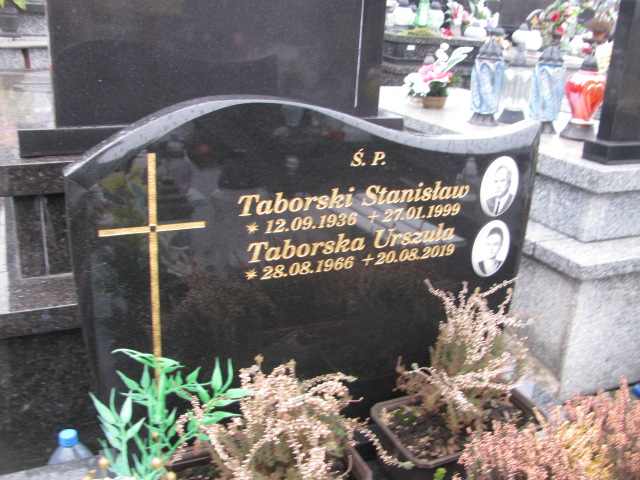 Ś. P.
Taborski Stanisław
* 12.09.1936 + 27.01.1999
Taborska Urszula
* 28.08.1966 + 20.08.2019